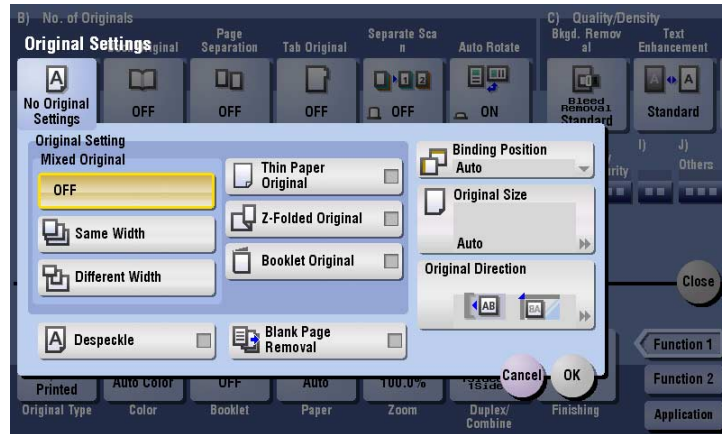 B) No. of Originals
C) Quality/Density
Original Settings
Page
Separation
Tab Original
Separate Sca
n
Auto Rotate
Bkgd. Remov
al
Text
Enhancement
No Original
Settings
OFF
OFF
OFF
OFF
ON
Bleed
Removal
Standard
Standard
Original Setting
Mixed Original
OFF
Same Width
Different Width
Thin Paper
Original
Z-Folded Original
Booklet Original
Despeckle
Blank Page
Removal
Binding Position
Auto
Original Size
Auto
Original Direction
AB
BA
Cancel
OK
I)
J)
Others
Close
Function 1
Function 2
Application
Printed
Auto Color
OFF
Auto
100.0%
Original Type
Color
Booklet
Paper
Zoom
Duplex/
Combine
Finishing